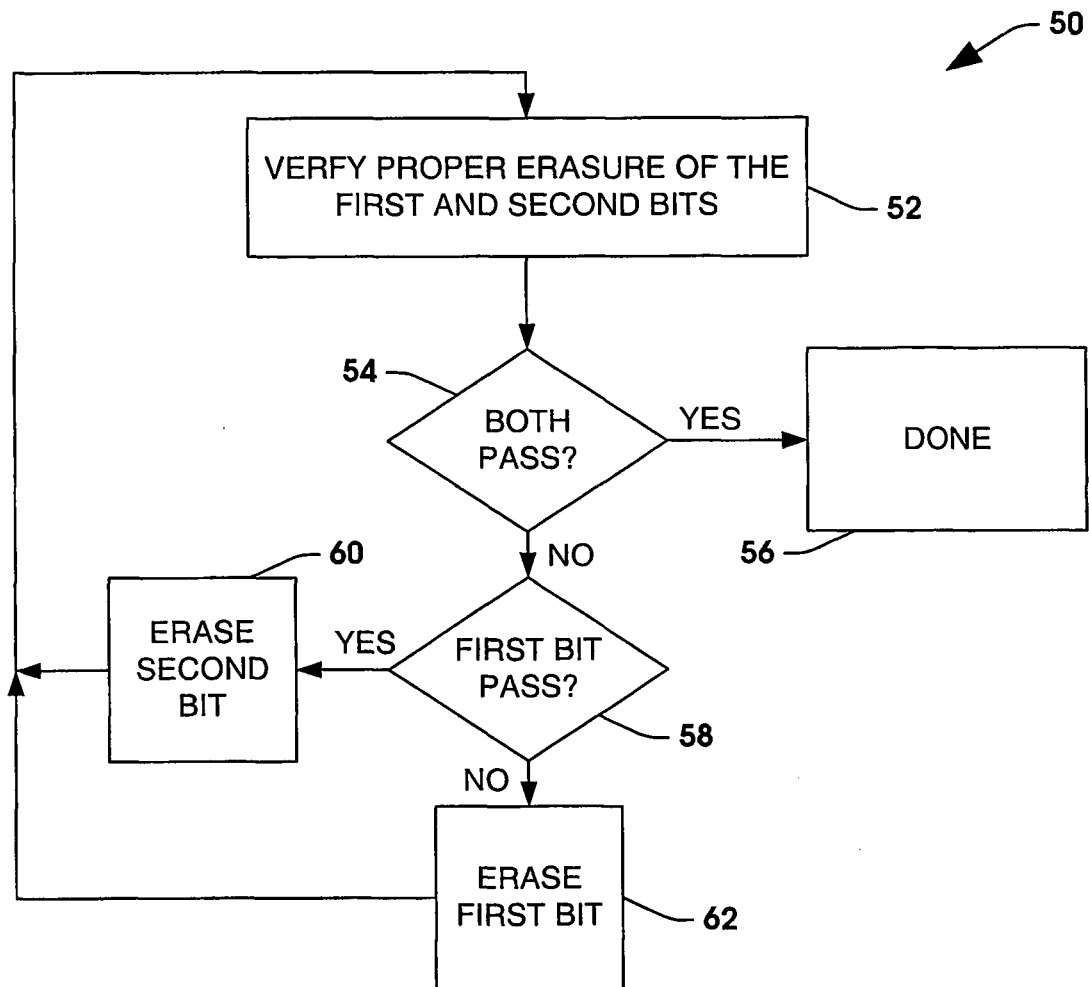 50
VERFY PROPER ERASURE OF THE
FIRST AND SECOND BITS
52
54
BOTH
PASS?
YES
DONE
56
NO
60
ERASE
SECOND
BIT
YES
FIRST BIT
PASS?
58
NO
ERASE
FIRST BIT
62